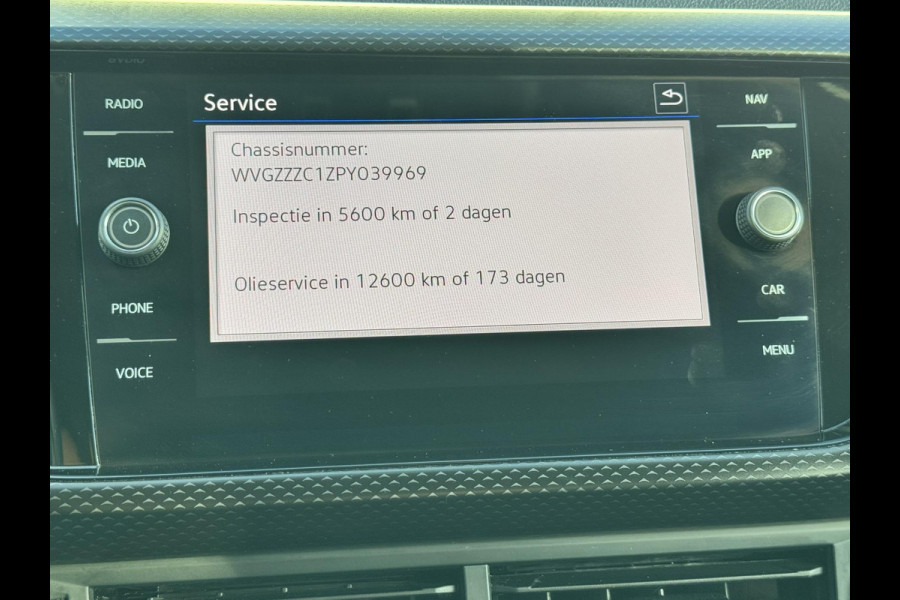 RADIO
MEDIA
PHONE
VOICE
Service
Chassisnummer:
WVGZZZC1ZPY039969
Inspectie in 5600 km of 2 dagen
Olieservice in 12600 km of 173 dagen
NAV
APP
CAR
MENU